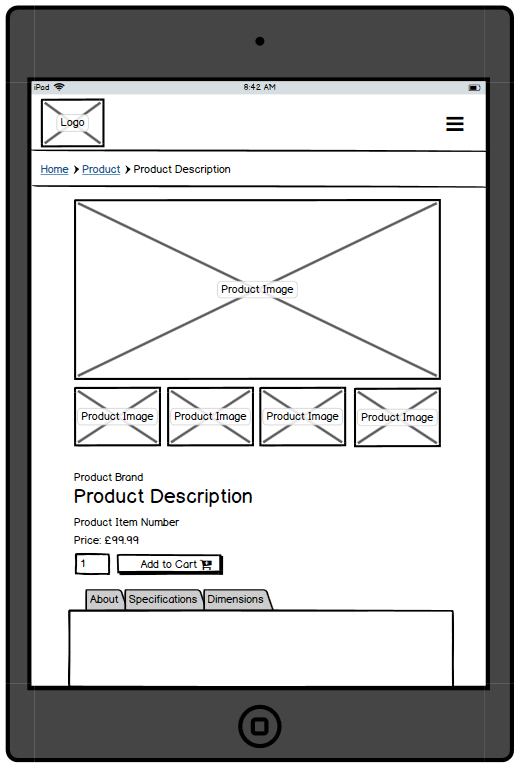 iPad 8:42 AM
Logo
Home Product Product Description
Product Image
Product Image Product Image Product Image Product Image
Product Brand
Product Description
Product Item Number
Price: £99.99
1 Add to Cart
About Specifications Dimensions